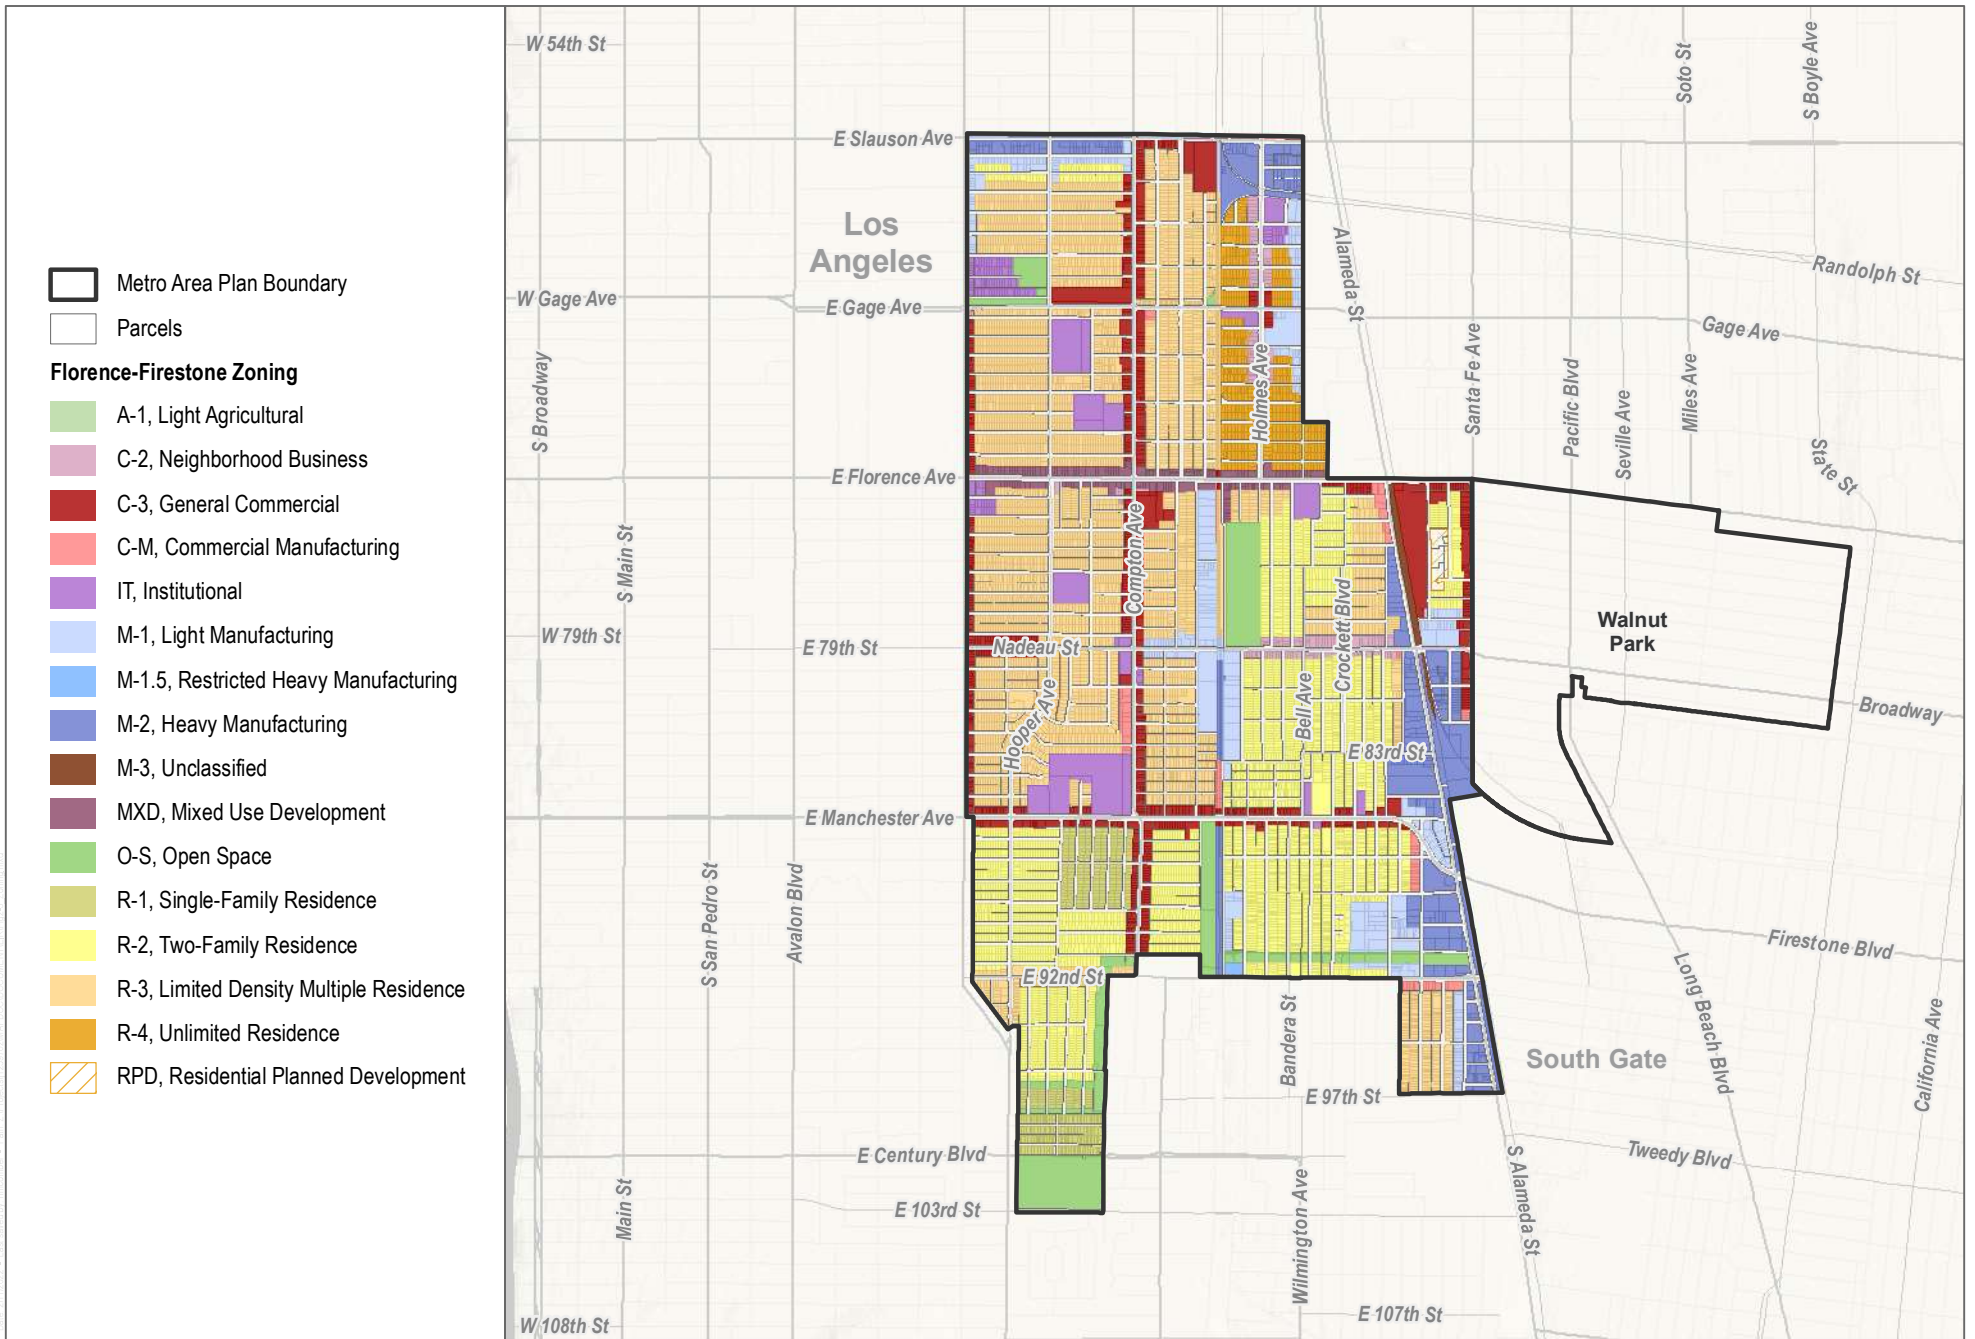 Metro Area Plan Boundary
Parcels
Florence-Firestone Zoning
A-1, Light Agricultural
C-2, Neighborhood Business
C-3, General Commercial
C-M, Commercial Manufacturing
IT, Institutional
M-1, Light Manufacturing
M-1.5, Restricted Heavy Manufacturing
M-2, Heavy Manufacturing
M-3, Unclassified
MXD, Mixed Use Development
O-S, Open Space
R-1, Single-Family Residence
R-2, Two-Family Residence
R-3, Limited Density Multiple Residence
R-4, Unlimited Residence
RPD, Residential Planned Development
W 54th St
Soto St
S Boyle Ave
E Slauson Ave
Los
Angeles
Alameda St
Randolph St
W Gage Ave
E Gage Ave
Gage Ave
S Broadway
Holmes Ave
Santa Fe Ave
Pacific Blvd
Seville Ave
Miles Ave
State St
E Florence Ave
S Main St
Compton Ave
Crockett Blvd
W 79th St
E 79th St
Nadeau St
Walnut
Park
Hooper Ave
Bell Ave
Broadway
E 83rd St
E Manchester Ave
S San Pedro St
Avalon Blvd
Firestone Blvd
E 92nd St
Bandera St
Long Beach Blvd
California Ave
South Gate
E 97th St
E Century Blvd
Tweedy Blvd
Main St
E 103rd St
Wilmington Ave
S Alameda St
E 107th St
W 108th St